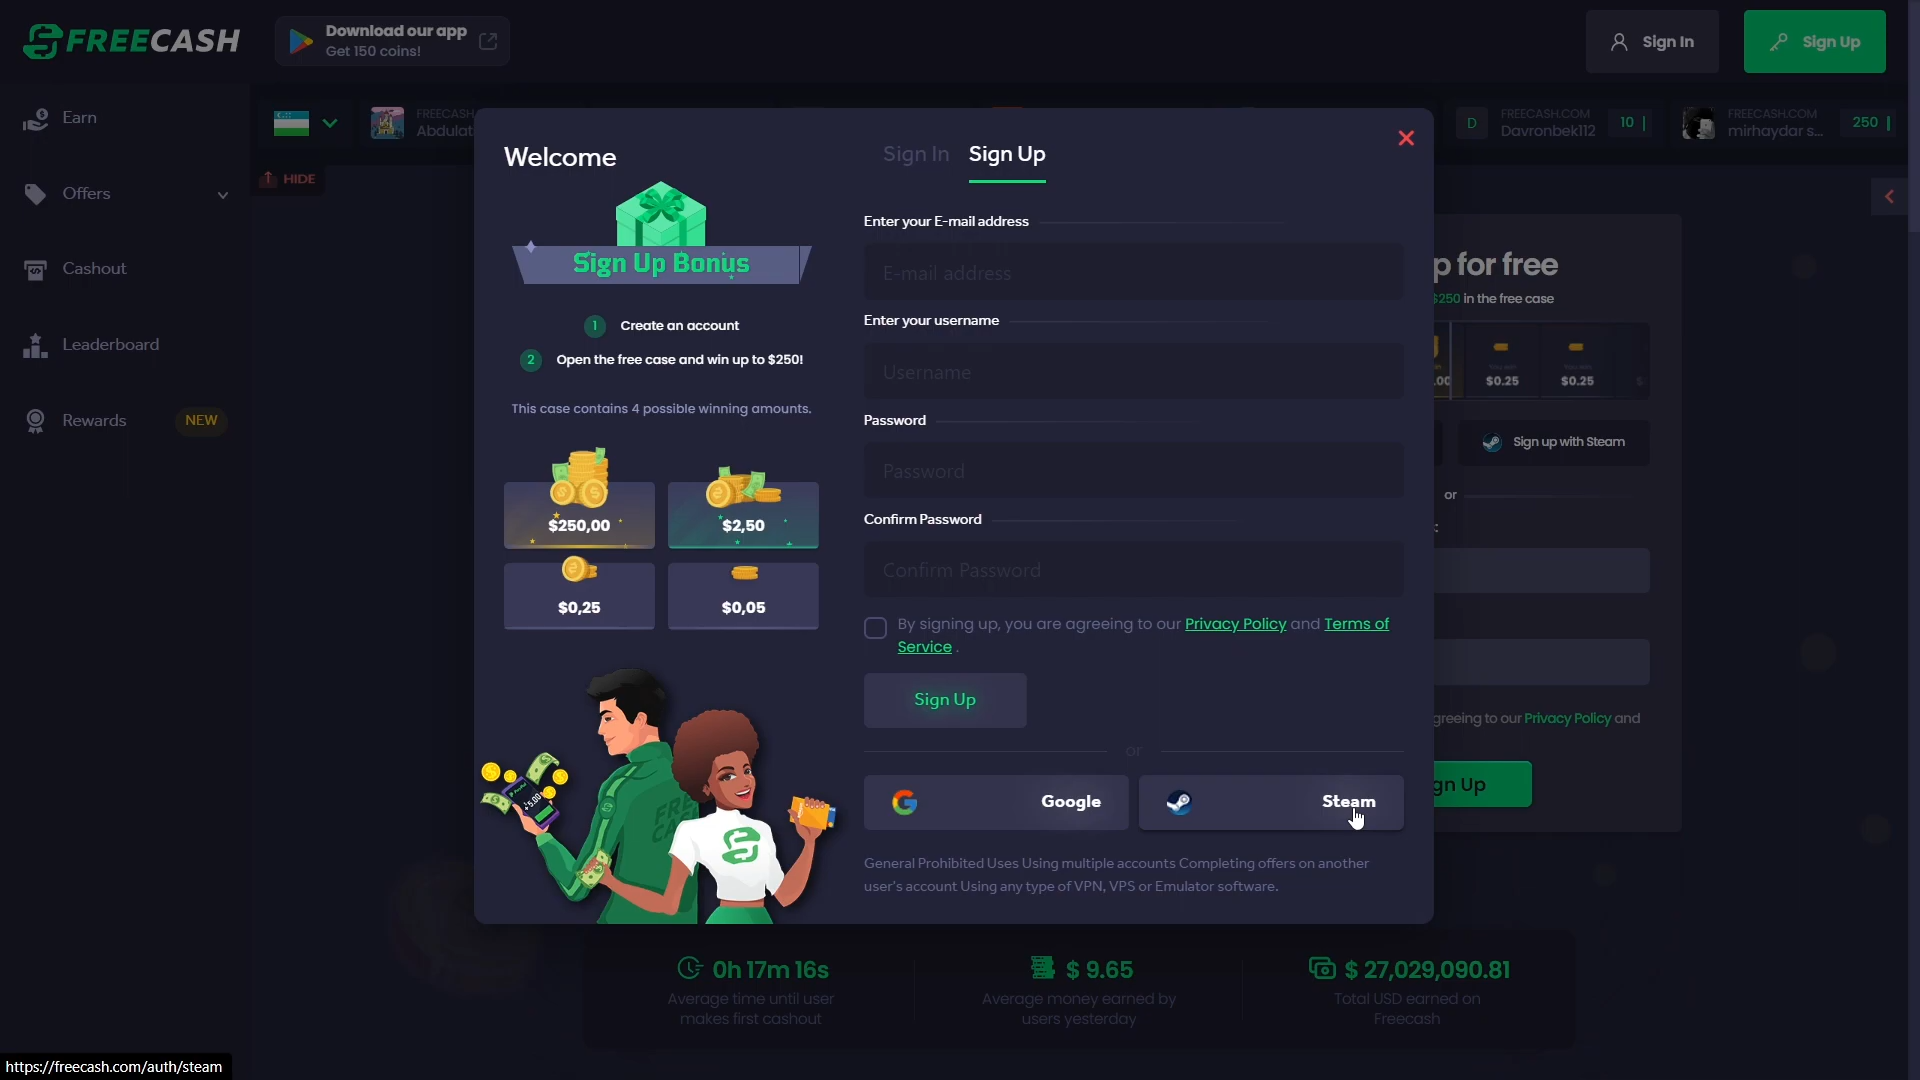 FREECASH
Download our app
Get 150 coins!
Sign In
Sign Up
Earn
Offers
Cashout
Leaderboard
Rewards
NEW
HIDE
FREECASH
Abdulat
FREECASH.COM
D
Davronbek112
10
FREECASH.COM
mirhaydar s...
250
Welcome
Sign Up Bonus
1 Create an account
2 Open the free case and win up to $250!
This case contains 4 possible winning amounts.
$250,00
$2,50
$0,25
$0,05
Sign In
Sign Up
Enter your E-mail address
E-mail address
Enter your username
Username
Password
Password
Confirm Password
Confirm Password
By signing up, you are agreeing to our Privacy Policy and Terms of
Service .
Sign Up
or
Google
Steam
General Prohibited Uses Using multiple accounts Completing offers on another
user's account Using any type of VPN, VPS or Emulator software.
p for free
$250 in the free case
.00
$0.25
$0.25
Sign up with Steam
or
:
greeing to our Privacy Policy and
gn Up
0h 17m 16s
Average time until user
makes first cashout
$ 9.65
Average money earned by
users yesterday
$ 27,029,090.81
Total USD earned on
Freecash
https://freecash.com/auth/steam